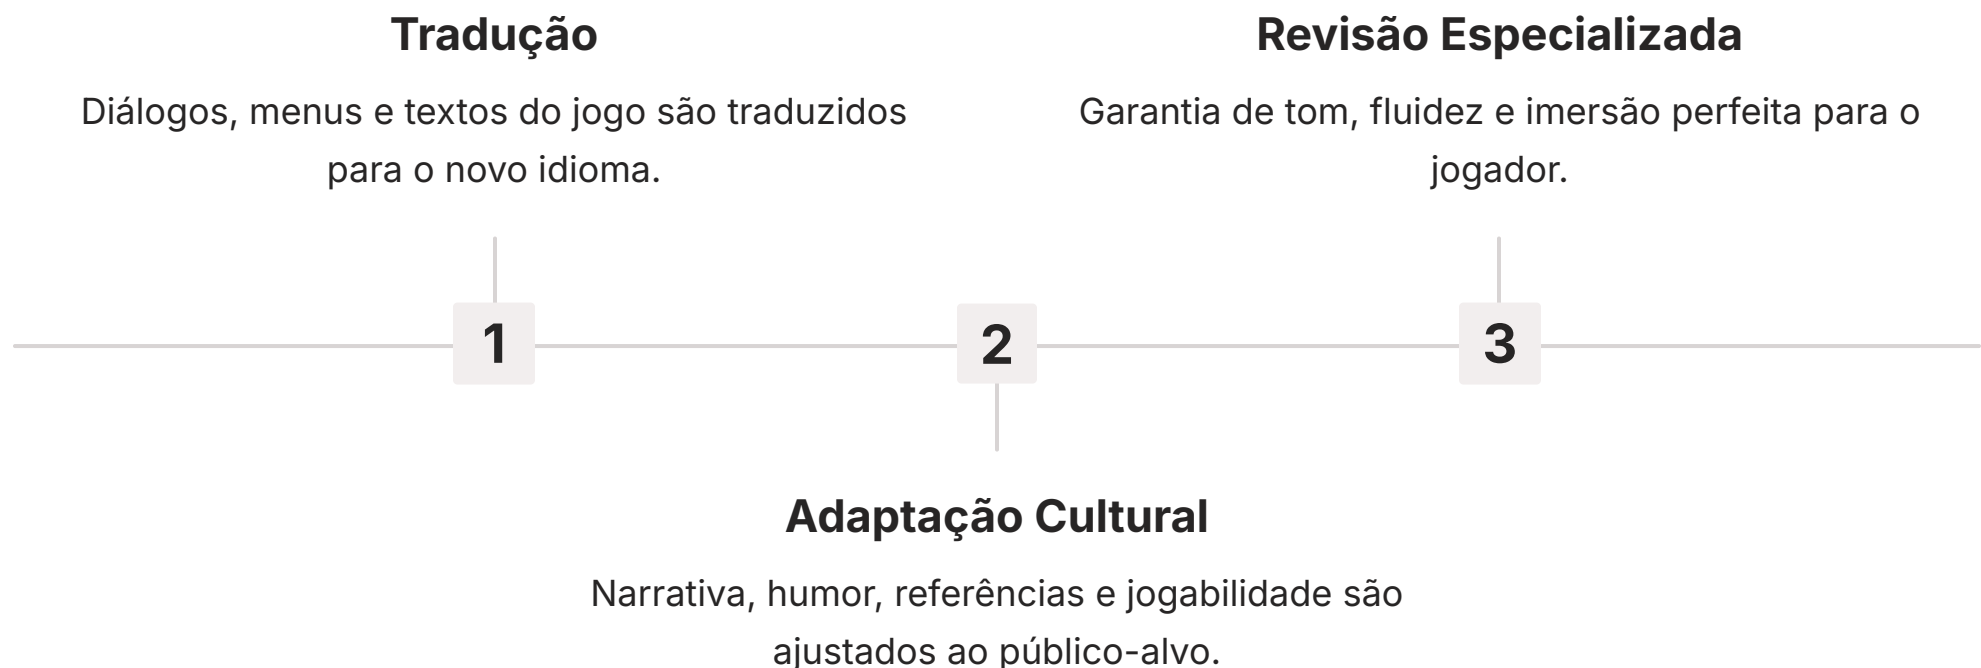 Tradução
Diálogos, menus e textos do jogo são traduzidos
para o novo idioma.
Revisão Especializada
Garantia de tom, fluidez e imersão perfeita para o
jogador.
1
2
3
Adaptação Cultural
Narrativa, humor, referências e jogabilidade são
ajustados ao público-alvo.